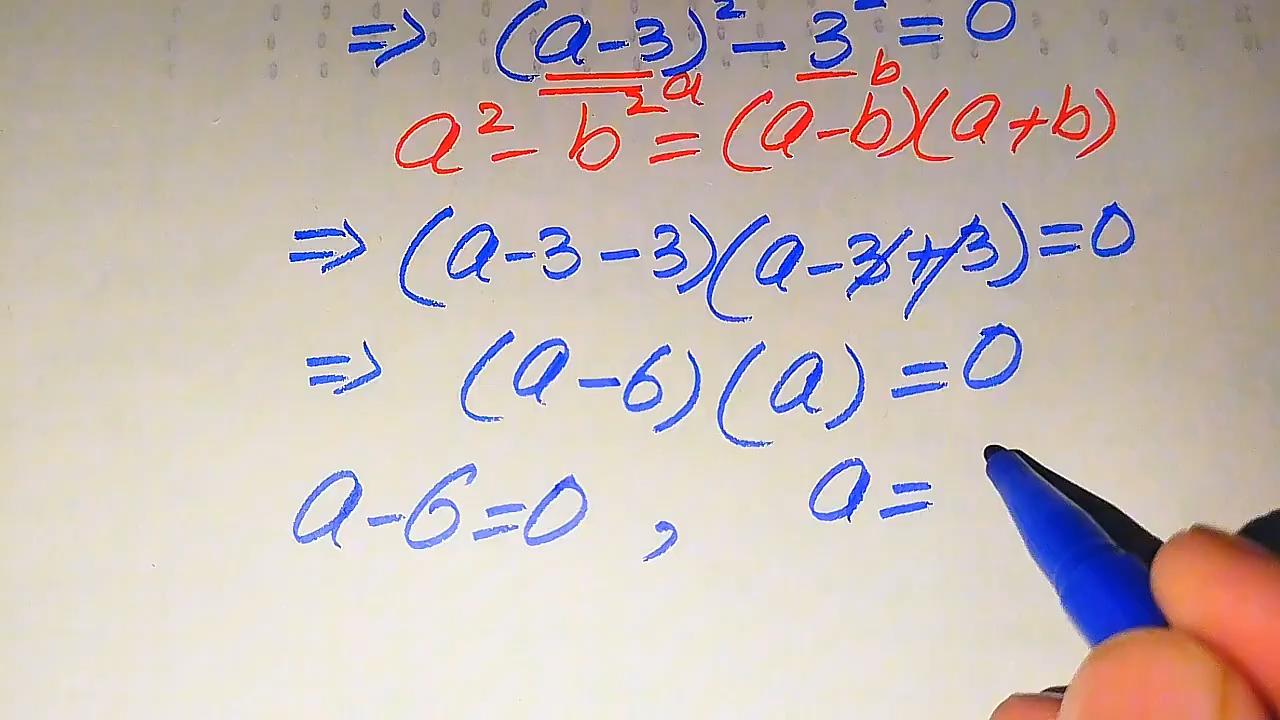 ⇒ (a-3)² - 3² = 0
a b
a² - b² = (a-b)(a+b)
⇒ (a-3-3)(a-3+3)=0
⇒ (a-6)(a)=0
a-6=0 , a=